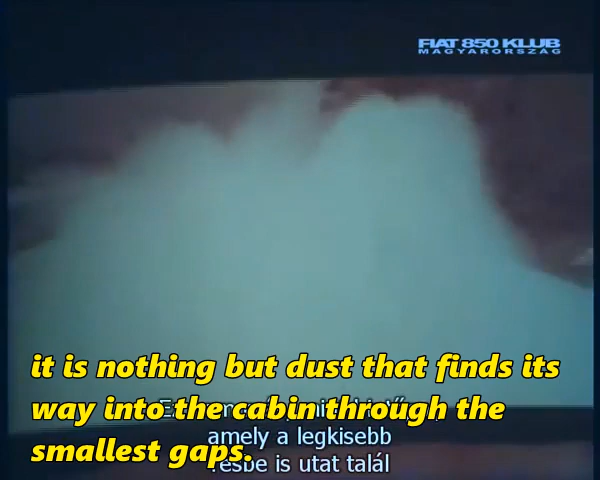 FIAT 850 KLUB
MAGYARORSZÁG
it is nothing but dust that finds its
way into the cabin through the
smallest gaps.
amely a legkisebb
résbe is utat talál